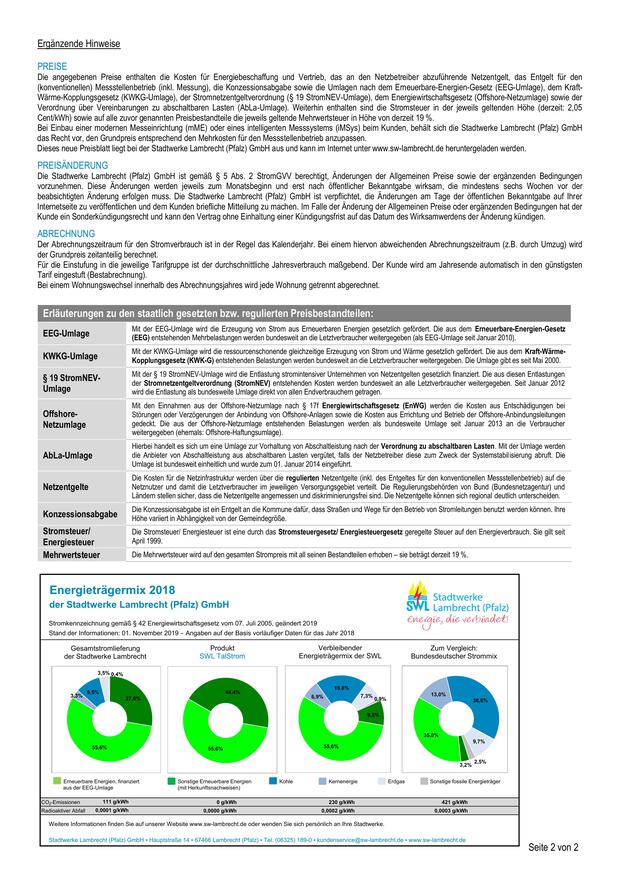 Ergänzende Hinweise
PREISE
Die angegebenen Preise enthalten die Kosten für Energiebeschaffung und Vertrieb, das an den Netzbetreiber abzuführende Netzentgelt, das Entgelt für den
(konventionellen) Messstellenbetrieb (inkl. Messung), die Konzessionsabgabe sowie die Umlagen nach dem Erneuerbare-Energien-Gesetz (EEG-Umlage), dem Kraft-
Wärme-Kopplungsgesetz (KWKG-Umlage), der Stromnetzentgeltverordnung (§ 19 StromNEV-Umlage), dem Energiewirtschaftsgesetz (Offshore-Netzumlage) sowie der
Verordnung über Vereinbarungen zu abschaltbaren Lasten (AbLa-Umlage). Weiterhin enthalten sind die Stromsteuer in der jeweils geltenden Höhe (derzeit: 2,05
Cent/kWh) sowie auf alle zuvor genannten Preisbestandteile die jeweils geltende Mehrwertsteuer in Höhe von derzeit 19 %.
Bei Einbau einer modernen Messeinrichtung (mME) oder eines intelligenten Messsystems (iMSys) beim Kunden, behält sich die Stadtwerke Lambrecht (Pfalz) GmbH
das Recht vor, den Grundpreis entsprechend den Mehrkosten für den Messstellenbetrieb anzupassen.
Dieses neue Preisblatt liegt bei der Stadtwerke Lambrecht (Pfalz) GmbH aus und kann im Internet unter www.sw-lambrecht.de heruntergeladen werden.
PREISÄNDERUNG
Die Stadtwerke Lambrecht (Pfalz) GmbH ist gemäß § 5 Abs. 2 StromGVV berechtigt, Änderungen der Allgemeinen Preise sowie der ergänzenden Bedingungen
vorzunehmen. Diese Änderungen werden jeweils zum Monatsbeginn und erst nach öffentlicher Bekanntgabe wirksam, die mindestens sechs Wochen vor der
beabsichtigten Änderung erfolgen muss. Die Stadtwerke Lambrecht (Pfalz) GmbH ist verpflichtet, die Änderungen am Tage der öffentlichen Bekanntgabe auf Ihrer
Internetseite zu veröffentlichen und dem Kunden briefliche Mitteilung zu machen. Im Falle der Änderung der Allgemeinen Preise oder ergänzenden Bedingungen hat der
Kunde ein Sonderkündigungsrecht und kann den Vertrag ohne Einhaltung einer Kündigungsfrist auf das Datum des Wirksamwerdens der Änderung kündigen.
ABRECHNUNG
Der Abrechnungszeitraum für den Stromverbrauch ist in der Regel das Kalenderjahr. Bei einem hiervon abweichenden Abrechnungszeitraum (z.B. durch Umzug) wird
der Grundpreis zeitanteilig berechnet.
Für die Einstufung in die jeweilige Tarifgruppe ist der durchschnittliche Jahresverbrauch maßgebend. Der Kunde wird am Jahresende automatisch in den günstigsten
Tarif eingestuft (Bestabrechnung).
Bei einem Wohnungswechsel innerhalb des Abrechnungsjahres wird jede Wohnung getrennt abgerechnet.
Erläuterungen zu den staatlich gesetzten bzw. regulierten Preisbestandteilen:
EEG-Umlage
Mit der EEG-Umlage wird die Erzeugung von Strom aus Erneuerbaren Energien gesetzlich gefördert. Die aus dem Erneuerbare-Energien-Gesetz
(EEG) entstehenden Mehrbelastungen werden bundesweit an die Letztverbraucher weitergegeben (als EEG-Umlage seit Januar 2010).
KWKG-Umlage
Mit der KWKG-Umlage wird die ressourcenschonende gleichzeitige Erzeugung von Strom und Wärme gesetzlich gefördert. Die aus dem Kraft-Wärme-
Kopplungsgesetz (KWK-G) entstehenden Belastungen werden bundesweit an die Letztverbraucher weitergegeben. Die Umlage gibt es seit Mai 2000.
§ 19 StromNEV-
Umlage
Mit der § 19 StromNEV-Umlage wird die Entlastung stromintensiver Unternehmen von Netzentgelten gesetzlich finanziert. Die aus diesen Entlastungen
der Stromnetzentgeltverordnung (StromNEV) entstehenden Kosten werden bundesweit an alle Letztverbraucher weitergegeben. Seit Januar 2012
wird die Entlastung als bundesweite Umlage direkt von allen Endverbrauchern getragen.
Offshore-
Netzumlage
Mit den Einnahmen aus der Offshore-Netzumlage nach § 17f Energiewirtschaftsgesetz (EnWG) werden die Kosten aus Entschädigungen bei
Störungen oder Verzögerungen der Anbindung von Offshore-Anlagen sowie die Kosten aus Errichtung und Betrieb der Offshore-Anbindungsleitungen
gedeckt. Die aus der Offshore-Netzumlage entstehenden Belastungen werden als bundesweite Umlage seit Januar 2013 an die Verbraucher
weitergegeben (ehemals: Offshore-Haftungsumlage).
AbLa-Umlage
Hierbei handelt es sich um eine Umlage zur Vorhaltung von Abschaltleistung nach der Verordnung zu abschaltbaren Lasten. Mit der Umlage werden
die Anbieter von Abschaltleistung aus abschaltbaren Lasten vergütet, falls der Netzbetreiber diese zum Zweck der Systemstabilisierung abruft. Die
Umlage ist bundesweit einheitlich und wurde zum 01. Januar 2014 eingeführt.
Netzentgelte
Die Kosten für die Netzinfrastruktur werden über die regulierten Netzentgelte (inkl. des Entgeltes für den konventionellen Messstellenbetrieb) auf die
Netznutzer und damit die Letztverbraucher im jeweiligen Versorgungsgebiet verteilt. Die Regulierungsbehörden von Bund (Bundesnetzagentur) und
Ländern stellen sicher, dass die Netzentgelte angemessen und diskriminierungsfrei sind. Die Netzentgelte können sich regional deutlich unterscheiden.
Konzessionsabgabe
Die Konzessionsabgabe ist ein Entgelt an die Kommune dafür, dass Straßen und Wege für den Betrieb von Stromleitungen benutzt werden können. Ihre
Höhe variiert in Abhängigkeit von der Gemeindegröße.
Stromsteuer/
Energiesteuer
Die Stromsteuer/ Energiesteuer ist eine durch das Stromsteuergesetz/ Energiesteuergesetz geregelte Steuer auf den Energieverbrauch. Sie gilt seit
April 1999.
Mehrwertsteuer
Die Mehrwertsteuer wird auf den gesamten Strompreis mit all seinen Bestandteilen erhoben – sie beträgt derzeit 19 %.
Energieträgermix 2018
der Stadtwerke Lambrecht (Pfalz) GmbH
SWL
Stadtwerke
Lambrecht (Pfalz)
energie, die verbindet!
Stromkennzeichnung gemäß § 42 Energiewirtschaftsgesetz vom 07. Juli 2005, geändert 2019
Stand der Informationen: 01. November 2019 – Angaben auf der Basis vorläufiger Daten für das Jahr 2018
Gesamtstromlieferung
der Stadtwerke Lambrecht
Produkt
SWL TalStrom
Verbleibender
Energieträgermix der SWL
Zum Vergleich:
Bundesdeutscher Strommix
3,5% 0,4%
3,3%
55,6%
44,4%
55,6%
6,9%
19,8%
7,3%
0,9%
55,6%
13,0%
35,0%
9,7%
2,5%
3,2%
Erneuerbare Energien, finanziert
aus der EEG-Umlage
Sonstige Erneuerbare Energien
(mit Herkunftsnachweisen)
Kohle
Kernenergie
Erdgas
Sonstige fossile Energieträger
CO₂-Emissionen 111 g/kWh 0 g/kWh 230 g/kWh 421 g/kWh
Radioaktiver Abfall 0,0001 g/kWh 0,0000 g/kWh 0,0002 g/kWh 0,0003 g/kWh
Weitere Informationen finden Sie auf unserer Website www.sw-lambrecht.de oder wenden Sie sich persönlich an Ihre Stadtwerke.
Stadtwerke Lambrecht (Pfalz) GmbH • Hauptstraße 14 • 67466 Lambrecht (Pfalz) • Tel. (06325) 189-0 • kundenservice@sw-lambrecht.de • www.sw-lambrecht.de
Seite 2 von 2